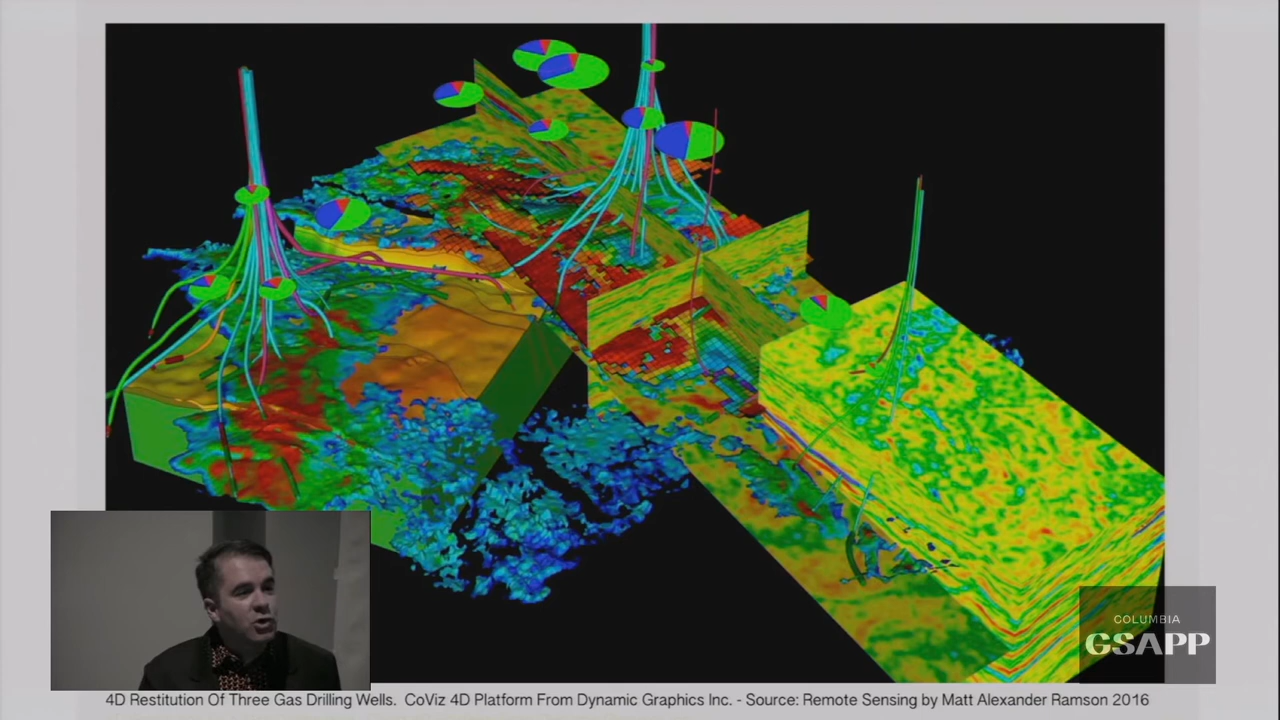 COLUMBIA
GSAPP
4D Restitution Of Three Gas Drilling Wells. CoViz 4D Platform From Dynamic Graphics Inc. - Source: Remote Sensing by Matt Alexander Ramson 2016